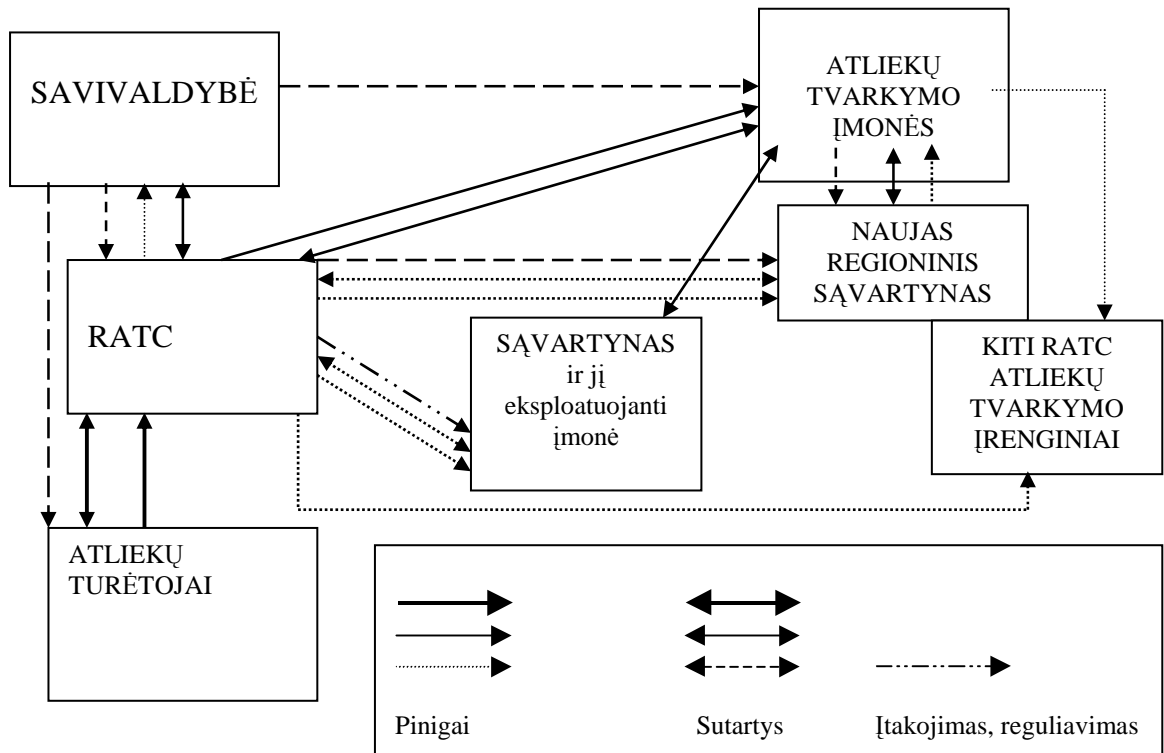 SAVIVALDYBĖ
ATLIEKŲ
TVARKYMO
ĮMONĖS
RATC
NAUJAS
REGIONINIS
SĄVARTYNAS
SĄVARTYNAS
ir jį
eksploatuojanti
įmonė
KITI RATC
ATLIEKŲ
TVARKYMO
ĮRENGINIAI
ATLIEKŲ
TURĖTOJAI
Pinigai
Sutartys
Įtakojimas, reguliavimas